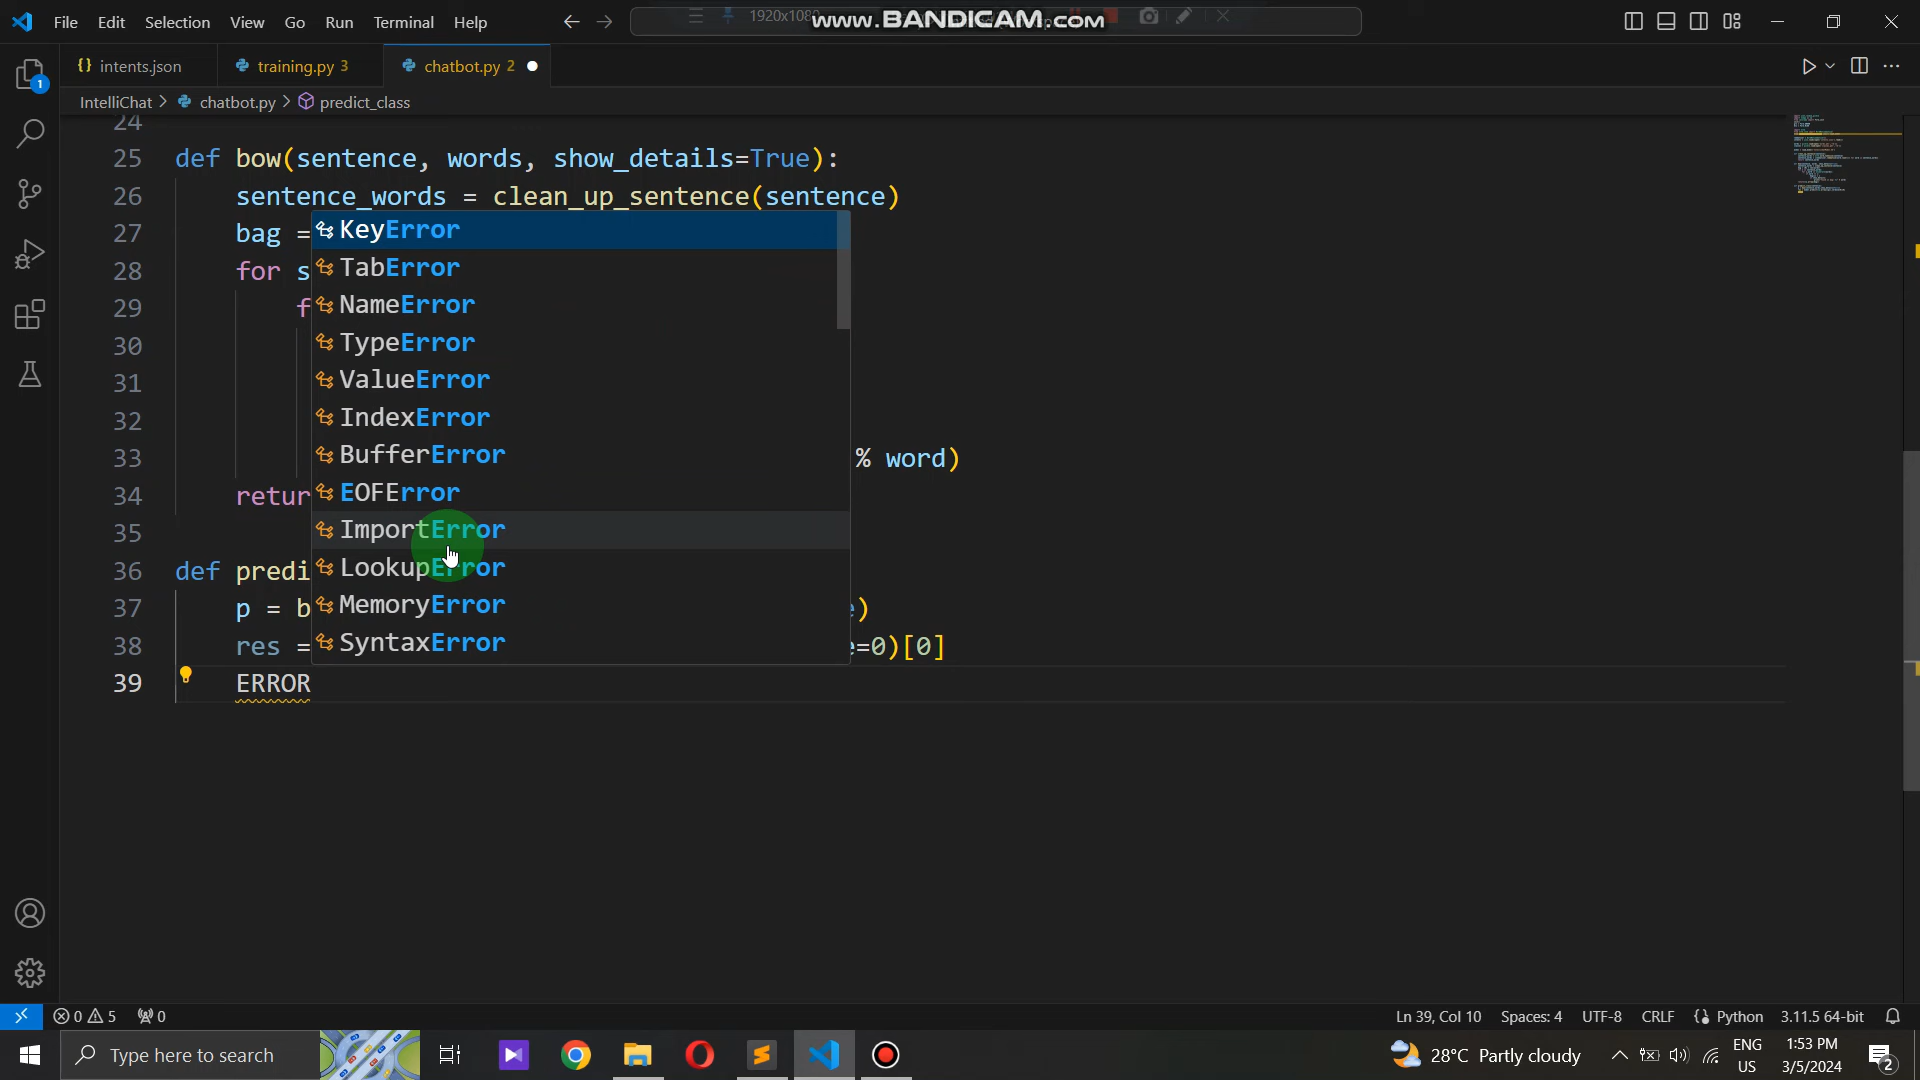 File Edit Selection View Go Run Terminal Help
1920x1080
www.BANDICAM.com
1
intents.json
training.py 3
chatbot.py 2
IntelliChat > chatbot.py > predict_class
24
25 def bow(sentence, words, show_details=True):
26 sentence_words = clean_up_sentence(sentence)
27 bag =
28 for s
29 f
30
31
32
33 % word)
34 retur
35
36 def predi
37 p = b )
38 res = =0)[0]
39 ERROR
KeyError
TabError
NameError
TypeError
ValueError
IndexError
BufferError
EOFError
ImportError
LookupError
MemoryError
SyntaxError
0 5 0
Ln 39, Col 10 Spaces: 4 UTF-8 CRLF Python 3.11.5 64-bit
Type here to search
28°C Partly cloudy
ENG
US
1:53 PM
3/5/2024
2